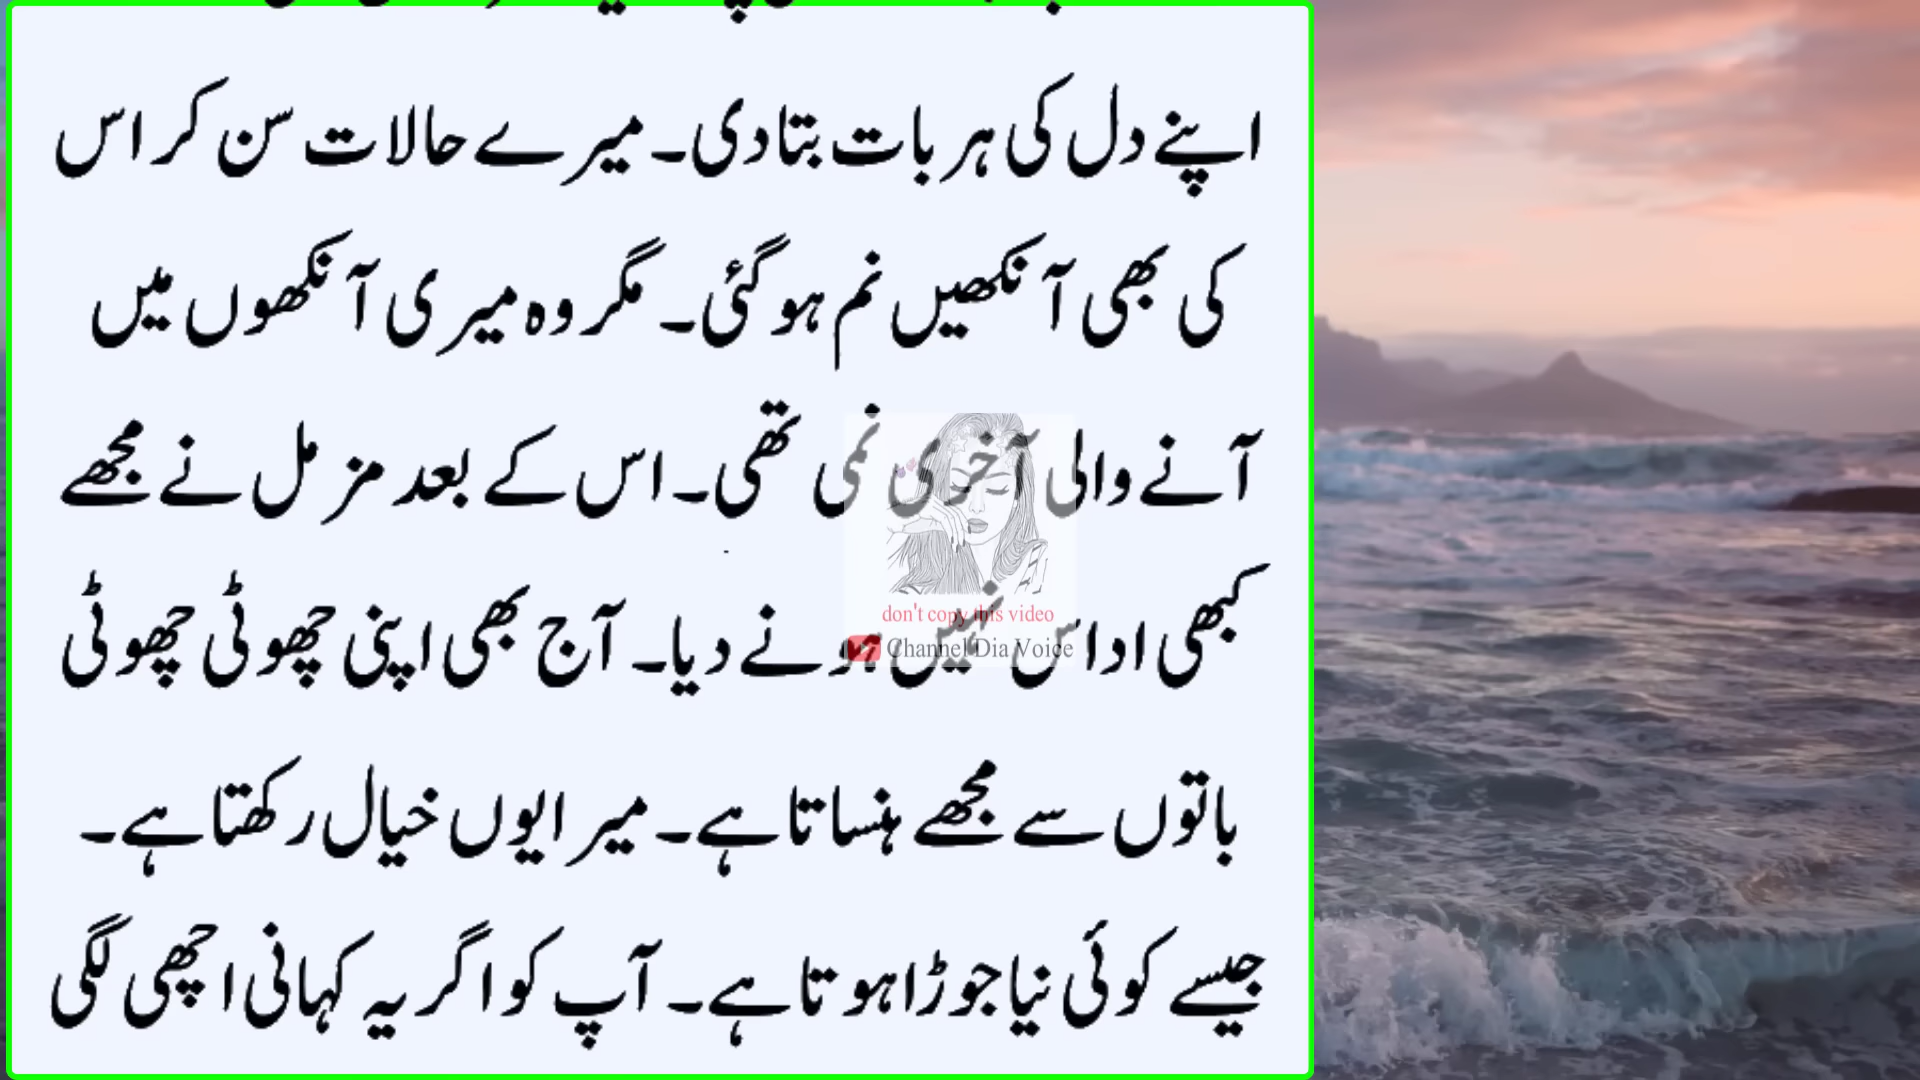 اپنے دل کی ہر بات بتا دی۔ میرے حالات سن کر اس
کی بھی آنکھیں نم ہو گئی۔ مگر وہ میری آنکھوں میں
آنے والی آخری نمی تھی۔ اس کے بعد مزمل نے مجھے
کبھی اداس نہیں ہونے دیا۔ آج بھی اپنی چھوٹی چھوٹی
باتوں سے مجھے ہنساتا ہے۔ میرا یوں خیال رکھتا ہے۔
جیسے کوئی نیا جوڑا ہوتا ہے۔ آپ کو اگر یہ کہانی اچھی لگی
don't copy this video
Channel Dia Voice